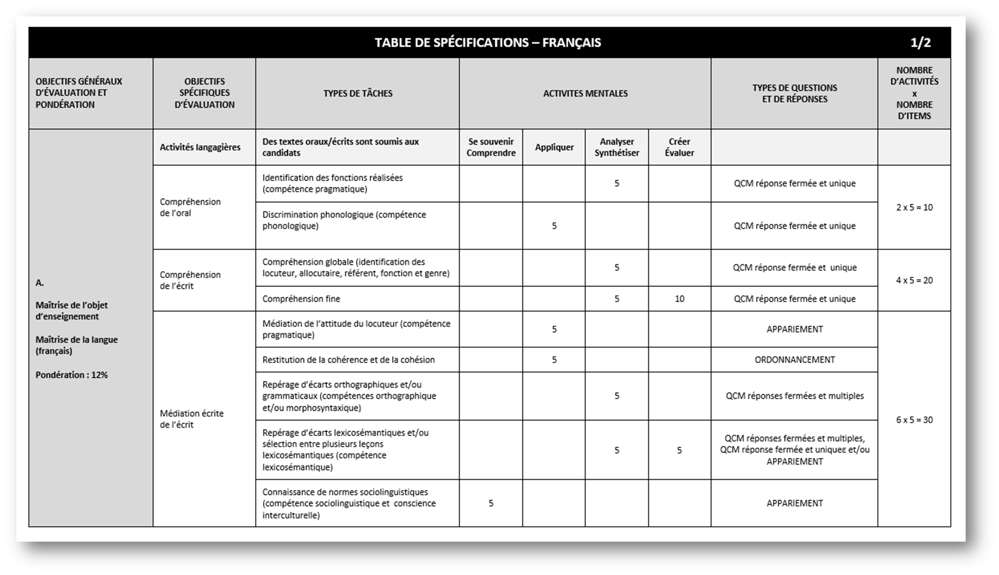 TABLE DE SPÉCIFICATIONS – FRANÇAIS 1/2
OBJECTIFS GÉNÉRAUX
D’ÉVALUATION ET
PONDÉRATION
OBJECTIFS
SPÉCIFIQUES
D’ÉVALUATION
TYPES DE TÂCHES
ACTIVITES MENTALES
TYPES DE QUESTIONS
ET DE RÉPONSES
NOMBRE
D’ACTIVITÉS
x
NOMBRE
D’ITEMS
A.
Maîtrise de l’objet
d’enseignement
Maîtrise de la langue
(français)
Pondération : 12%
Activités langagières
Des textes oraux/écrits sont soumis aux
candidats
Se souvenir
Comprendre
Appliquer
Analyser
Synthétiser
Créer
Évaluer
Compréhension
de l’oral
Identification des fonctions réalisées
(compétence pragmatique)
5
QCM réponse fermée et unique
2 x 5 = 10
Discrimination phonologique (compétence
phonologique)
5
QCM réponse fermée et unique
Compréhension
de l’écrit
Compréhension globale (identification des
locuteur, allocutaire, référent, fonction et genre)
5
QCM réponse fermée et unique
4 x 5 = 20
Compréhension fine
5
10
QCM réponse fermée et unique
Médiation écrite
de l’écrit
Médiation de l’attitude du locuteur (compétence
pragmatique)
5
APPARIEMENT
6 x 5 = 30
Restitution de la cohérence et de la cohésion
5
ORDONNANCEMENT
Repérage d’écarts orthographiques et/ou
grammaticaux (compétences orthographique
et/ou morphosyntaxique)
5
QCM réponses fermées et multiples
Repérage d’écarts lexicosémantiques et/ou
sélection entre plusieurs leçons
lexicosémantiques (compétence
lexicosémantique)
5
5
QCM réponses fermées et multiples,
QCM réponse fermée et uniques et/ou
APPARIEMENT
Connaissance de normes sociolinguistiques
(compétence sociolinguistique et conscience
interculturelle)
5
APPARIEMENT